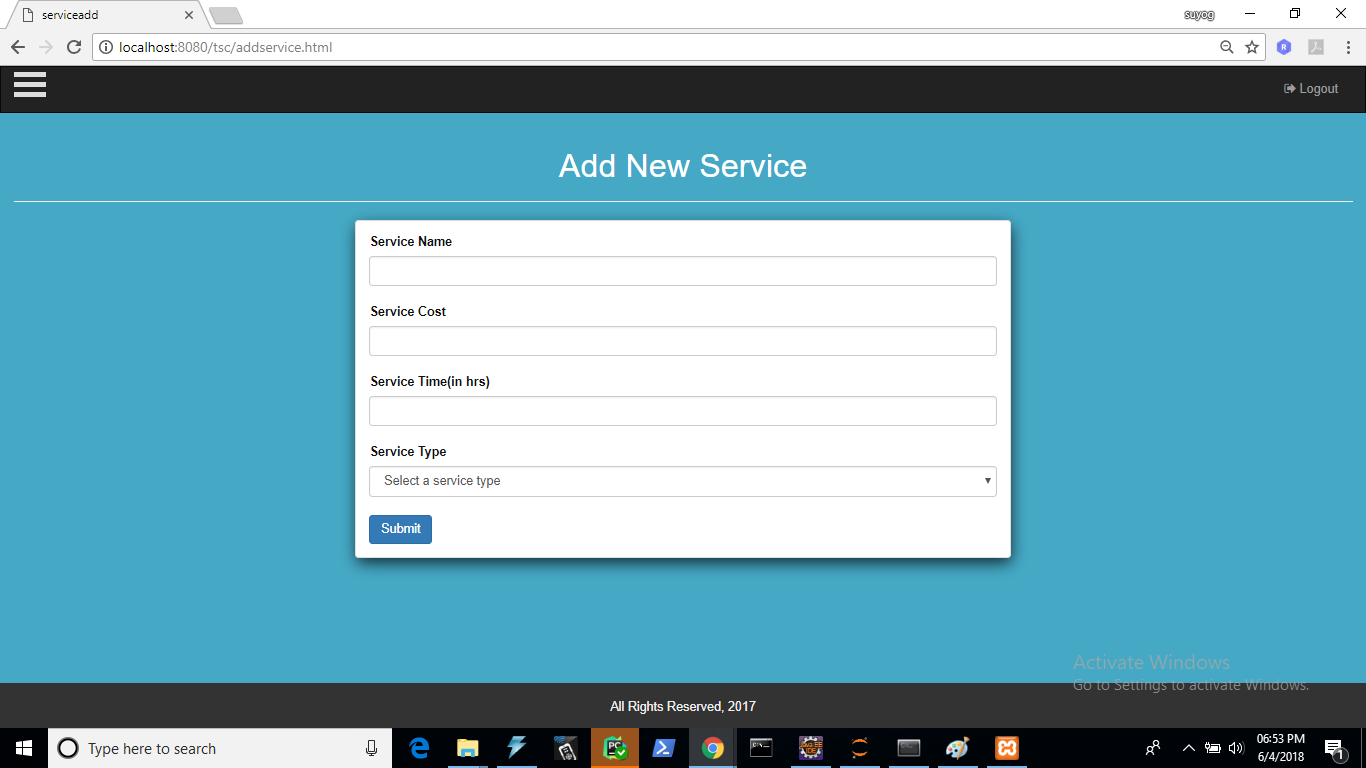 serviceadd
suyog
localhost:8080/tsc/addservice.html
Logout
Add New Service
Service Name
Service Cost
Service Time(in hrs)
Service Type
Select a service type
Submit
Activate Windows
Go to Settings to activate Windows.
All Rights Reserved, 2017
Type here to search
06:53 PM
6/4/2018
1